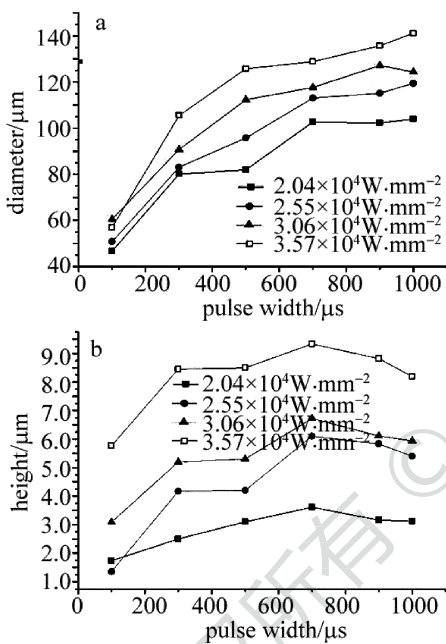 a
140
120
100
80
60
40
diameter/μm
2.04×10⁴W·mm⁻²
2.55×10⁴W·mm⁻²
3.06×10⁴W·mm⁻²
3.57×10⁴W·mm⁻²
0 200 400 600 800 1000
pulse width/μs
b
9.0
8.0
7.0
6.0
5.0
4.0
3.0
2.0
1.0
height/μm
2.04×10⁴W·mm⁻²
2.55×10⁴W·mm⁻²
3.06×10⁴W·mm⁻²
3.57×10⁴W·mm⁻²
0 200 400 600 800 1000
pulse width/μs
所有 ©